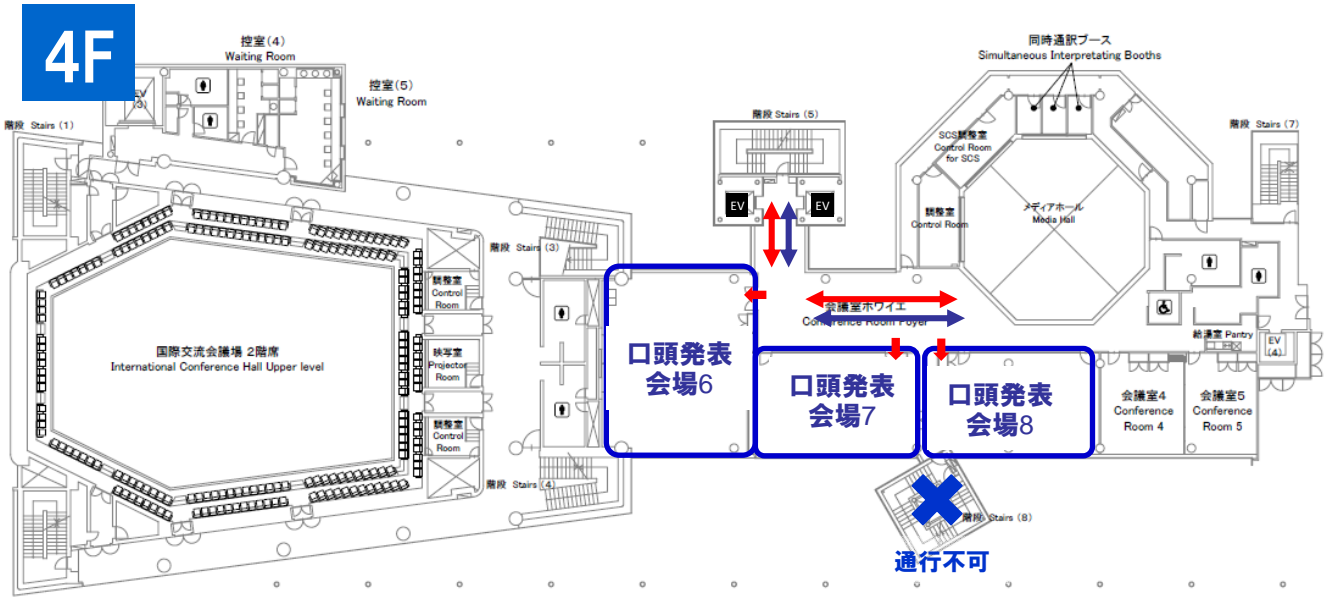 4F
控室(4)
Waiting Room
控室(5)
Waiting Room
EV
(3)
階段 Stairs (1)
同時通訳ブース
Simultaneous Interpretating Booths
階段 Stairs (5)
階段 Stairs (7)
SCS調整室
Control Room
for SCS
EV
EV
調整室
Control Room
メディアホール
Media Hall
階段 Stairs (3)
調整室
Control
Room
会議室ホワイエ
Conference Room Foyer
国際交流会議場 2階席
International Conference Hall Upper level
映写室
Projector
Room
給湯室 Pantry
EV
(4)
口頭発表
会場6
口頭発表
会場7
口頭発表
会場8
会議室4
Conference
Room 4
会議室5
Conference
Room 5
調整室
Control
Room
階段 Stairs (4)
階段 Stairs (8)
通行不可